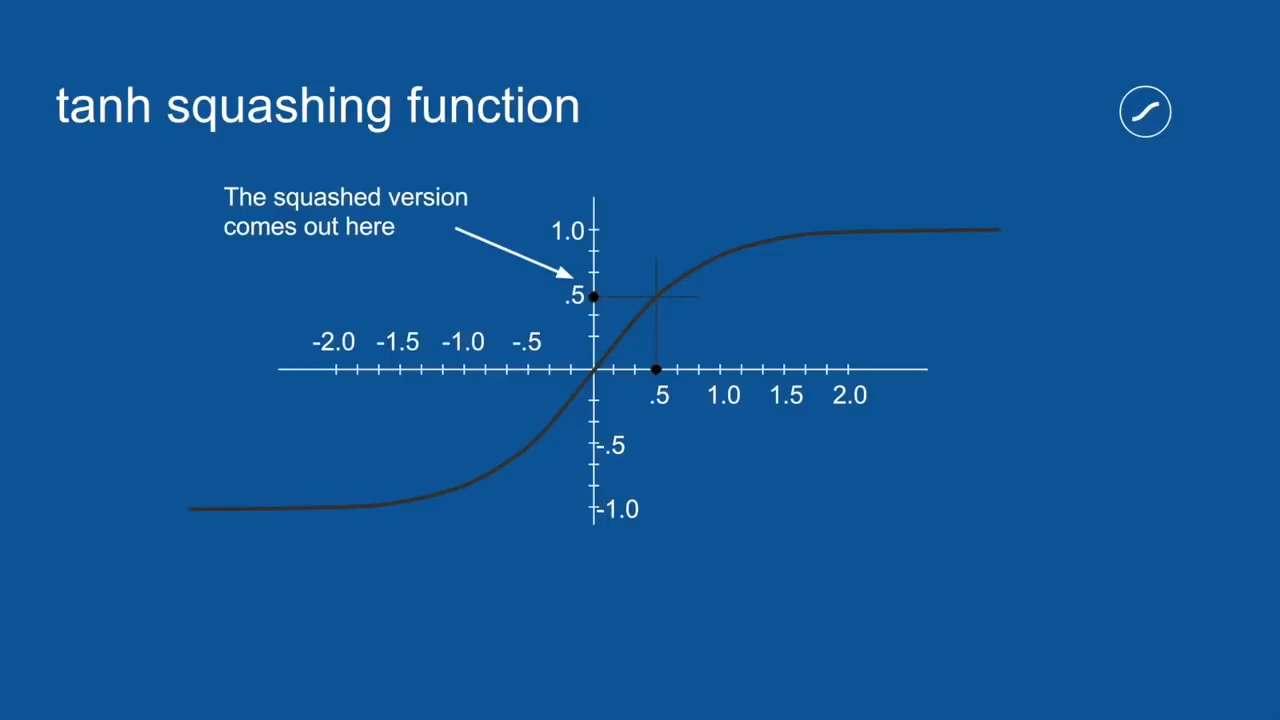 tanh squashing function
The squashed version
comes out here
1.0
.5
-2.0 -1.5 -1.0 -.5
.5 1.0 1.5 2.0
-.5
-1.0